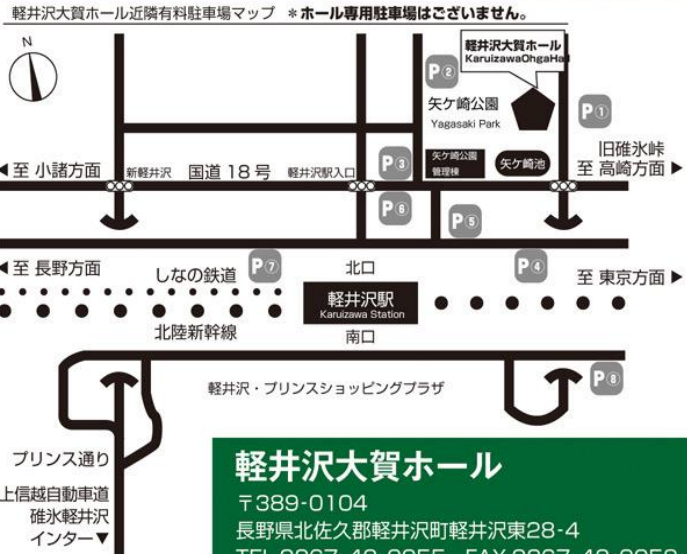 軽井沢大賀ホール近隣有料駐車場マップ ＊ホール専用駐車場はございません。
N
軽井沢大賀ホール
KaruizawaOhgaHall
P②
P①
矢ケ崎公園
Yagasaki Park
旧碓氷峠
至 高崎方面 ▶
◀ 至 小諸方面
新軽井沢
国道 18 号
軽井沢駅入口
P③
矢ケ崎公園
管理棟
矢ケ崎池
P⑥
P⑤
◀ 至 長野方面
しなの鉄道
P⑦
北口
P④
至 東京方面 ▶
軽井沢駅
Karuizawa Station
北陸新幹線
南口
軽井沢・プリンスショッピングプラザ
P⑧
プリンス通り
上信越自動車道
碓氷軽井沢
インター▼
軽井沢大賀ホール
〒389-0104
長野県北佐久郡軽井沢町軽井沢東28-4